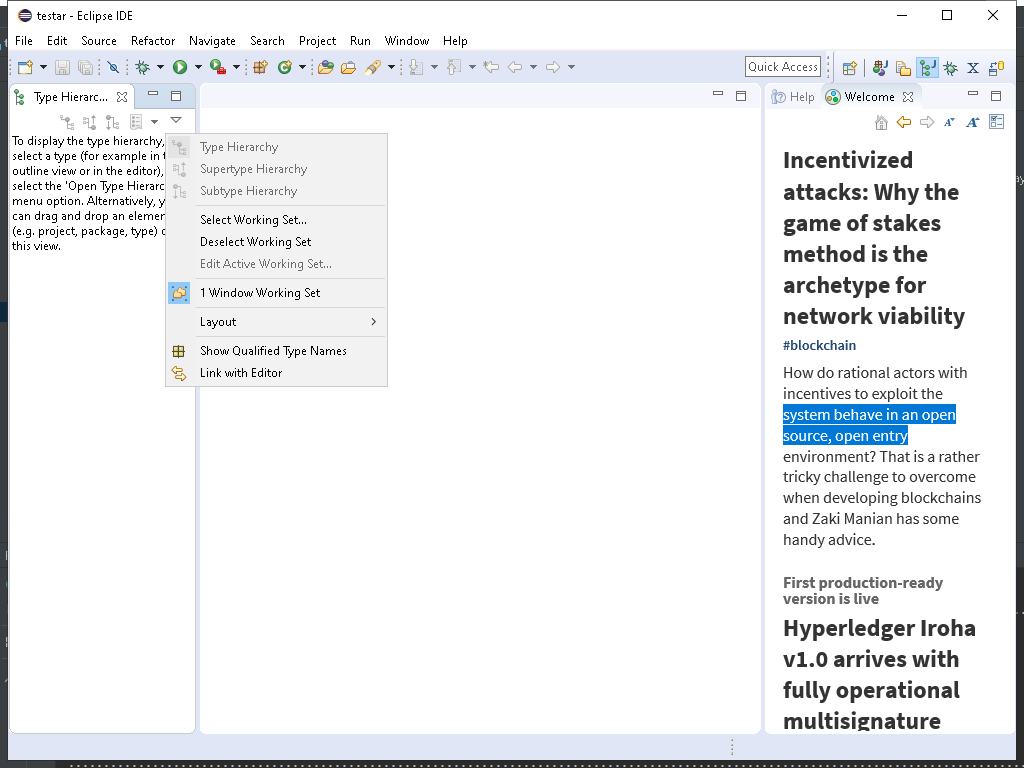 testar - Eclipse IDE
File Edit Source Refactor Navigate Search Project Run Window Help
Quick Access
Type Hierarc...
To display the type hierarchy,
select a type (for example in
outline view or in the editor),
select the 'Open Type Hierarc
menu option. Alternatively, y
can drag and drop an elemen
(e.g. project, package, type)
this view.
Type Hierarchy
Supertype Hierarchy
Subtype Hierarchy
Select Working Set...
Deselect Working Set
Edit Active Working Set...
1 Window Working Set
Layout
Show Qualified Type Names
Link with Editor
Help Welcome
Incentivized
attacks: Why the
game of stakes
method is the
archetype for
network viability
#blockchain
How do rational actors with
incentives to exploit the
system behave in an open
source, open entry
environment? That is a rather
tricky challenge to overcome
when developing blockchains
and Zaki Manian has some
handy advice.
First production-ready
version is live
Hyperledger Iroha
v1.0 arrives with
fully operational
multisignature